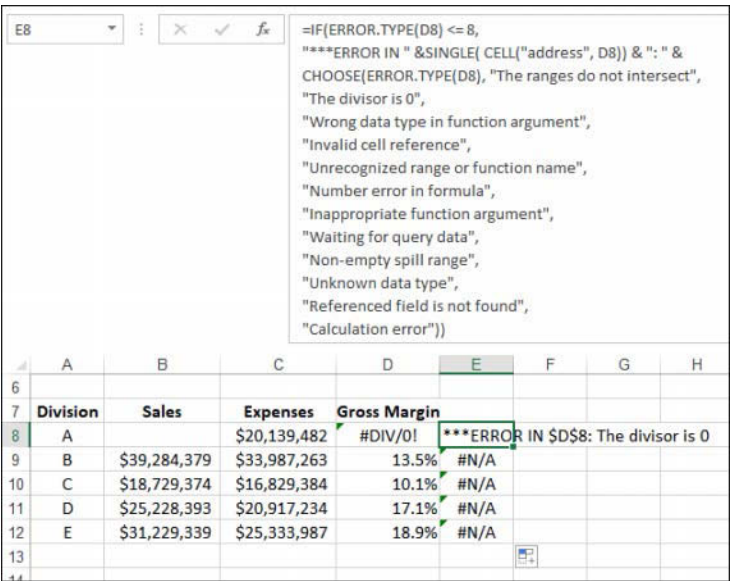 E8 fx =IF(ERROR.TYPE(D8) <= 8,
"***ERROR IN " &SINGLE( CELL("address", D8)) & ": " &
CHOOSE(ERROR.TYPE(D8), "The ranges do not intersect",
"The divisor is 0",
"Wrong data type in function argument",
"Invalid cell reference",
"Unrecognized range or function name",
"Number error in formula",
"Inappropriate function argument",
"Waiting for query data",
"Non-empty spill range",
"Unknown data type",
"Referenced field is not found",
"Calculation error"))
A B C D E F G H
6
7 Division Sales Expenses Gross Margin
8 A $20,139,482 #DIV/0! ***ERROR IN $D$8: The divisor is 0
9 B $39,284,379 $33,987,263 13.5% #N/A
10 C $18,729,374 $16,829,384 10.1% #N/A
11 D $25,228,393 $20,917,234 17.1% #N/A
12 E $31,229,339 $25,333,987 18.9% #N/A
13
14